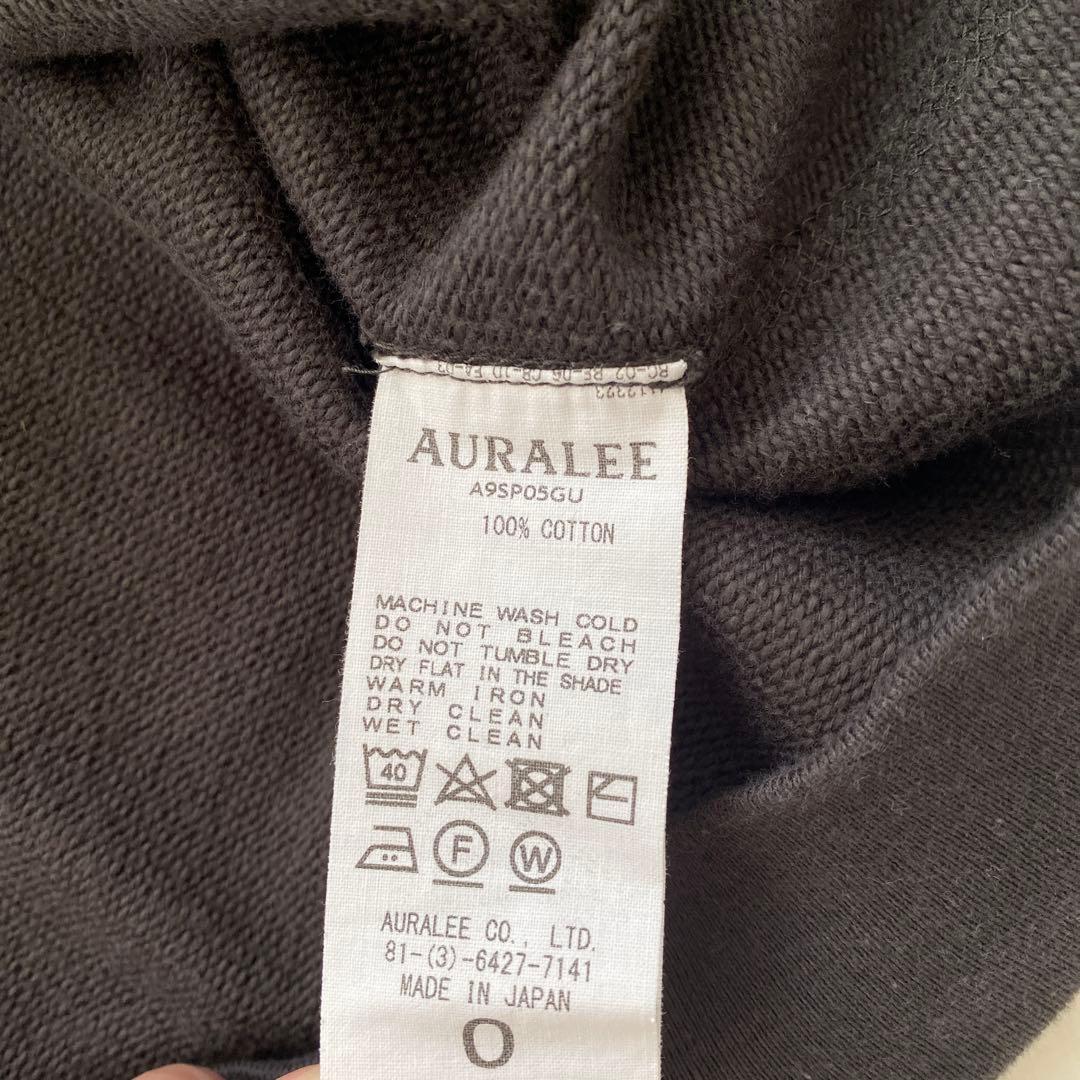 AURALEE
A9SP05GU
100% COTTON
MACHINE WASH COLD
DO NOT BLEACH
DO NOT TUMBLE DRY
DRY FLAT IN THE SHADE
WARM IRON
DRY CLEAN
WET CLEAN
40
F W
AURALEE CO., LTD.
81-(3)-6427-7141
MADE IN JAPAN
0